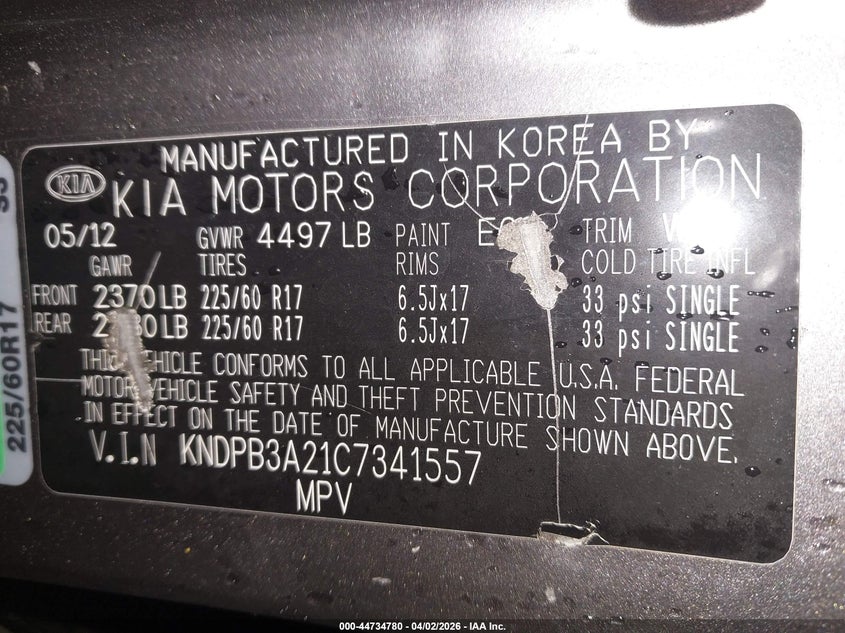 MANUFACTURED IN KOREA BY
KIA KIA MOTORS CORPORATION
05/12 GVWR 4497 LB PAINT TRIM
GAWR TIRES RIMS COLD TIRE INFL
FRONT 2370 LB 225/60 R17 6.5Jx17 33 psi SINGLE
REAR 225/60 R17 6.5Jx17 33 psi SINGLE
THIS VEHICLE CONFORMS TO ALL APPLICABLE U.S.A. FEDERAL
MOTOR VEHICLE SAFETY AND THEFT PREVENTION STANDARDS
IN EFFECT ON THE DATE OF MANUFACTURE SHOWN ABOVE.
V.I.N KNDPB3A21C7341557
MPV
225/60R17 33
000-44734780 - 04/02/2026 - IAA Inc.